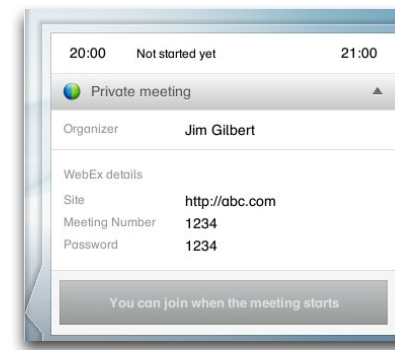 20:00 Not started yet 21:00
Private meeting
Organizer Jim Gilbert
WebEx details
Site http://abc.com
Meeting Number 1234
Password 1234
You can join when the meeting starts